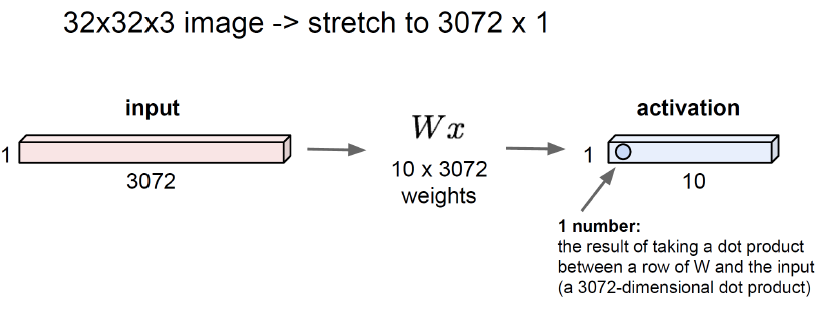 32x32x3 image -> stretch to 3072 x 1
input
1
3072
Wx
10 x 3072
weights
activation
1
10
1 number:
the result of taking a dot product
between a row of W and the input
(a 3072-dimensional dot product)